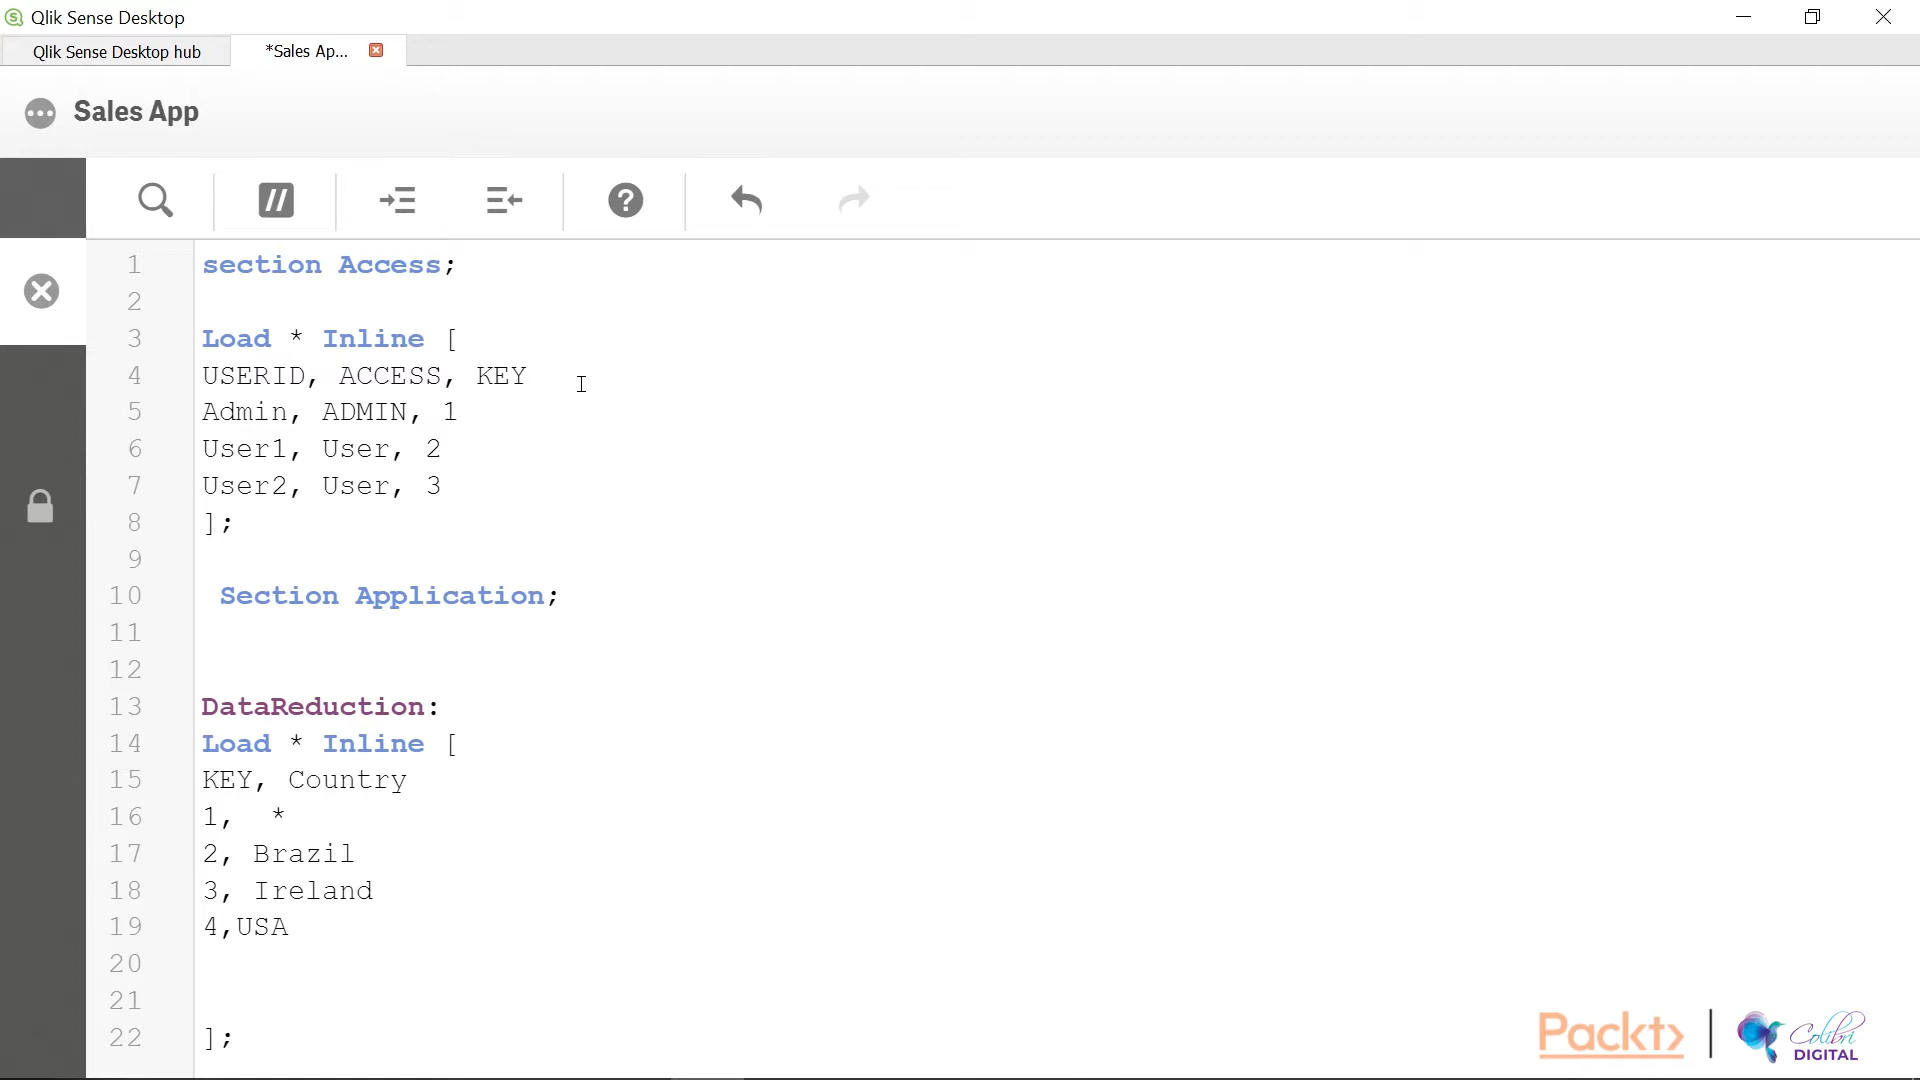 Qlik Sense Desktop
Qlik Sense Desktop hub
*Sales Ap...
Sales App
//
?
1 section Access;
2
3 Load * Inline [
4 USERID, ACCESS, KEY
5 Admin, ADMIN, 1
6 User1, User, 2
7 User2, User, 3
8 ];
9
10 Section Application;
11
12
13 DataReduction:
14 Load * Inline [
15 KEY, Country
16 1, *
17 2, Brazil
18 3, Ireland
19 4,USA
20
21
22 ];
Packt>
Colibri
DIGITAL